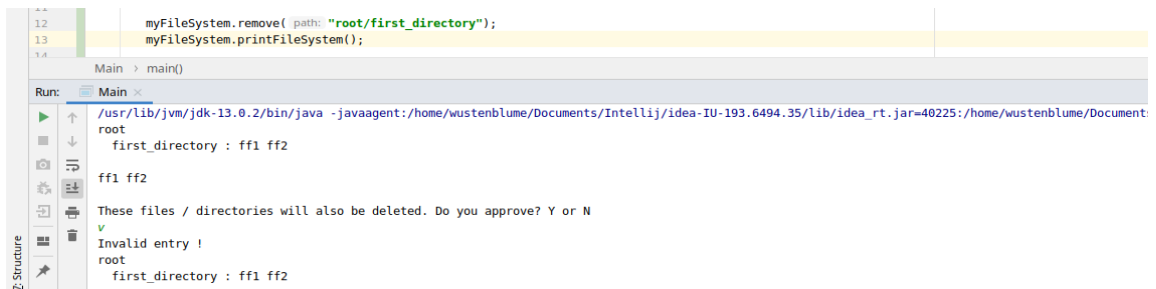 12 myFileSystem.remove( path: "root/first_directory");
13 myFileSystem.printFileSystem();
14
Main > main()
Run: Main ×
/usr/lib/jvm/jdk-13.0.2/bin/java -javaagent:/home/wustenblume/Documents/Intellij/idea-IU-193.6494.35/lib/idea_rt.jar=40225:/home/wustenblume/Documents
root
first_directory : ff1 ff2
ff1 ff2
These files / directories will also be deleted. Do you approve? Y or N
v
Invalid entry !
root
first_directory : ff1 ff2
7: Structure